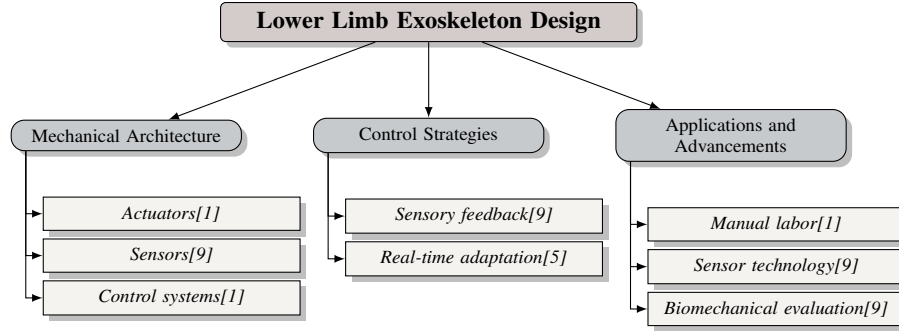 Lower Limb Exoskeleton Design
Mechanical Architecture
Actuators[1]
Sensors[9]
Control systems[1]
Control Strategies
Sensory feedback[9]
Real-time adaptation[5]
Applications and
Advancements
Manual labor[1]
Sensor technology[9]
Biomechanical evaluation[9]